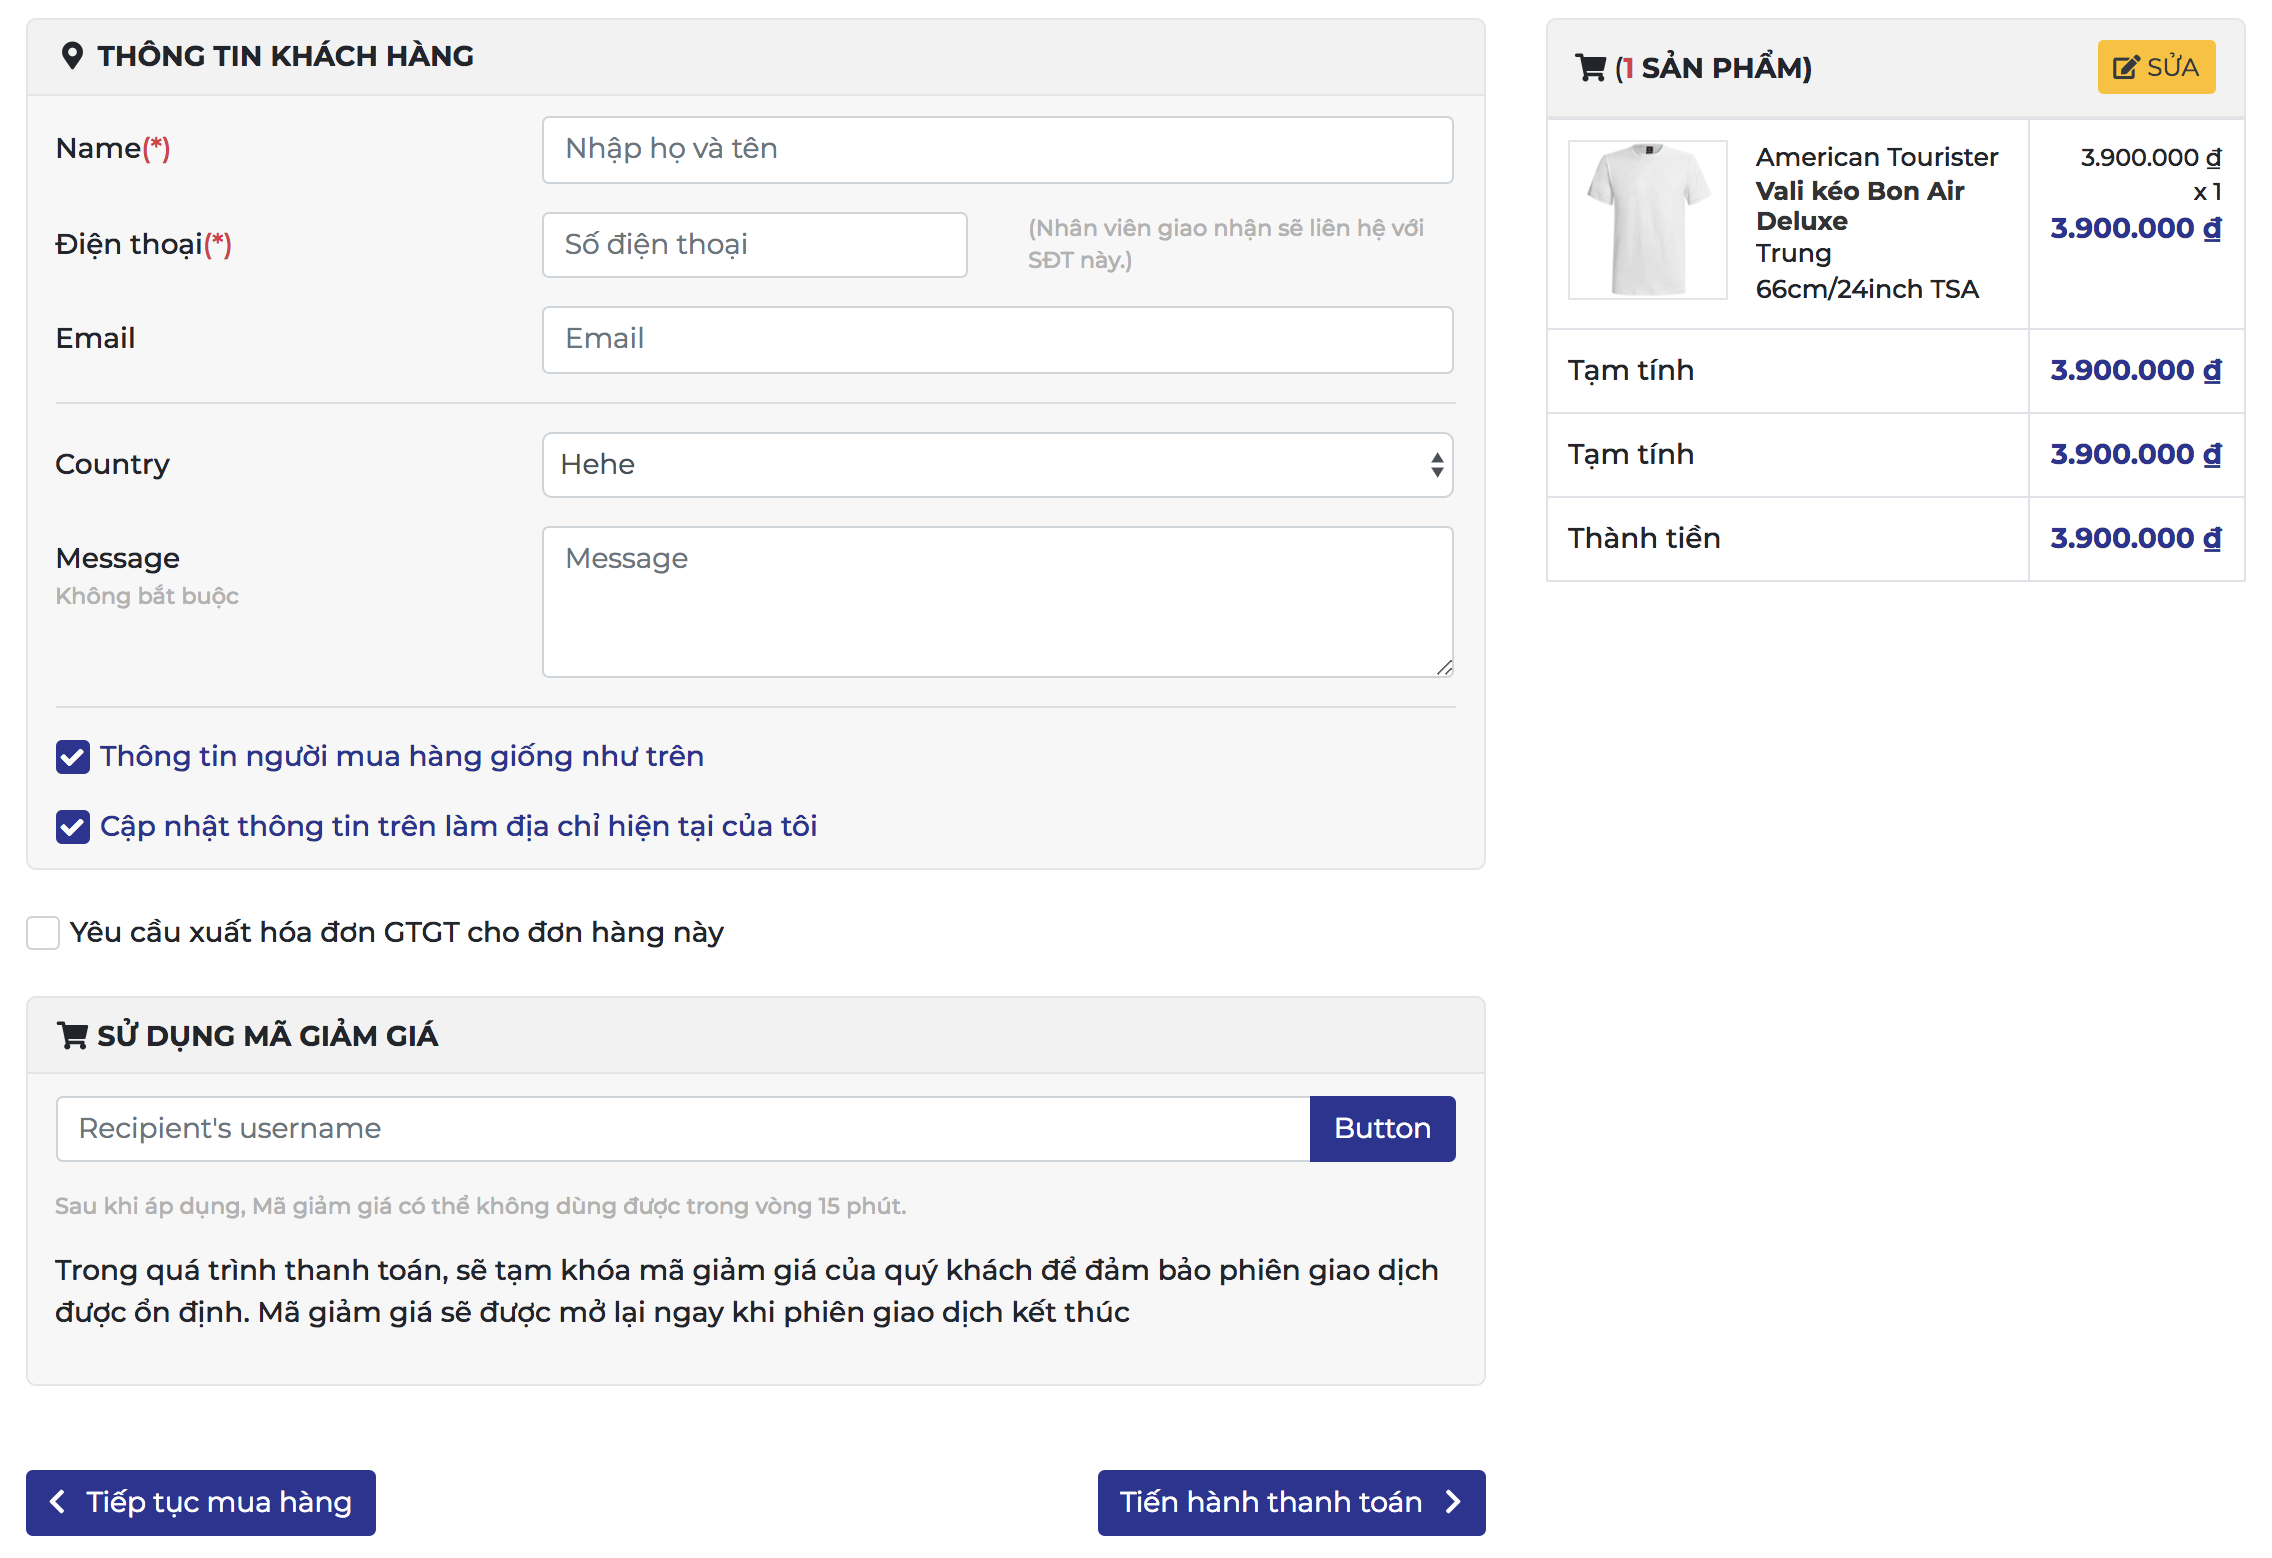 THÔNG TIN KHÁCH HÀNG
Name(*)
Nhập họ và tên
Điện thoại(*)
Số điện thoại
(Nhân viên giao nhận sẽ liên hệ với
SĐT này.)
Email
Email
Country
Hehe
Message
Không bắt buộc
Message
Thông tin người mua hàng giống như trên
Cập nhật thông tin trên làm địa chỉ hiện tại của tôi
Yêu cầu xuất hóa đơn GTGT cho đơn hàng này
SỬ DỤNG MÃ GIẢM GIÁ
Recipient's username
Button
Sau khi áp dụng, Mã giảm giá có thể không dùng được trong vòng 15 phút.
Trong quá trình thanh toán, sẽ tạm khóa mã giảm giá của quý khách để đảm bảo phiên giao dịch
được ổn định. Mã giảm giá sẽ được mở lại ngay khi phiên giao dịch kết thúc
Tiếp tục mua hàng
Tiến hành thanh toán
(1 SẢN PHẨM)
SỬA
American Tourister
Vali kéo Bon Air
Deluxe
Trung
66cm/24inch TSA
3.900.000 ₫
x 1
3.900.000 ₫
Tạm tính
3.900.000 ₫
Tạm tính
3.900.000 ₫
Thành tiền
3.900.000 ₫